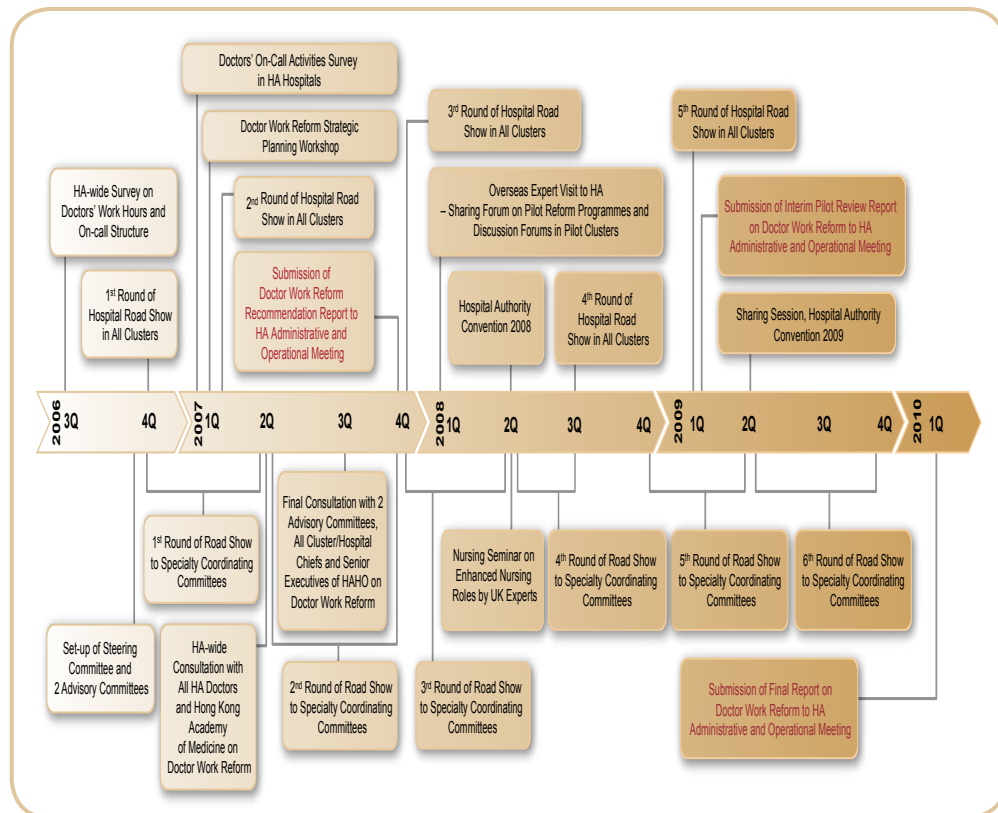 Doctors' On-Call Activities Survey
in HA Hospitals
Doctor Work Reform Strategic
Planning Workshop
HA-wide Survey on
Doctors' Work Hours and
On-call Structure
2nd Round of Hospital Road
Show in All Clusters
1st Round of
Hospital Road Show
in All Clusters
Submission of
Doctor Work Reform
Recommendation Report to
HA Administrative and
Operational Meeting
3rd Round of Hospital Road
Show in All Clusters
Overseas Expert Visit to HA
– Sharing Forum on Pilot Reform Programmes and
Discussion Forums in Pilot Clusters
Hospital Authority
Convention 2008
4th Round of
Hospital Road
Show in All Clusters
5th Round of Hospital Road
Show in All Clusters
Submission of Interim Pilot Review Report
on Doctor Work Reform to HA
Administrative and Operational Meeting
Sharing Session, Hospital Authority
Convention 2009
2006
3Q
4Q
2007
1Q
2Q
3Q
4Q
2008
1Q
2Q
3Q
4Q
2009
1Q
2Q
3Q
4Q
2010
1Q
1st Round of Road Show
to Specialty Coordinating
Committees
Set-up of Steering
Committee and
2 Advisory Committees
HA-wide
Consultation with
All HA Doctors
and Hong Kong
Academy
of Medicine on
Doctor Work Reform
Final Consultation with 2
Advisory Committees,
All Cluster/Hospital
Chiefs and Senior
Executives of HAHO on
Doctor Work Reform
2nd Round of Road Show
to Specialty Coordinating
Committees
3rd Round of Road Show
to Specialty Coordinating
Committees
Nursing Seminar on
Enhanced Nursing
Roles by UK Experts
4th Round of Road Show
to Specialty Coordinating
Committees
5th Round of Road Show
to Specialty Coordinating
Committees
6th Round of Road Show
to Specialty Coordinating
Committees
Submission of Final Report on
Doctor Work Reform to HA
Administrative and Operational Meeting